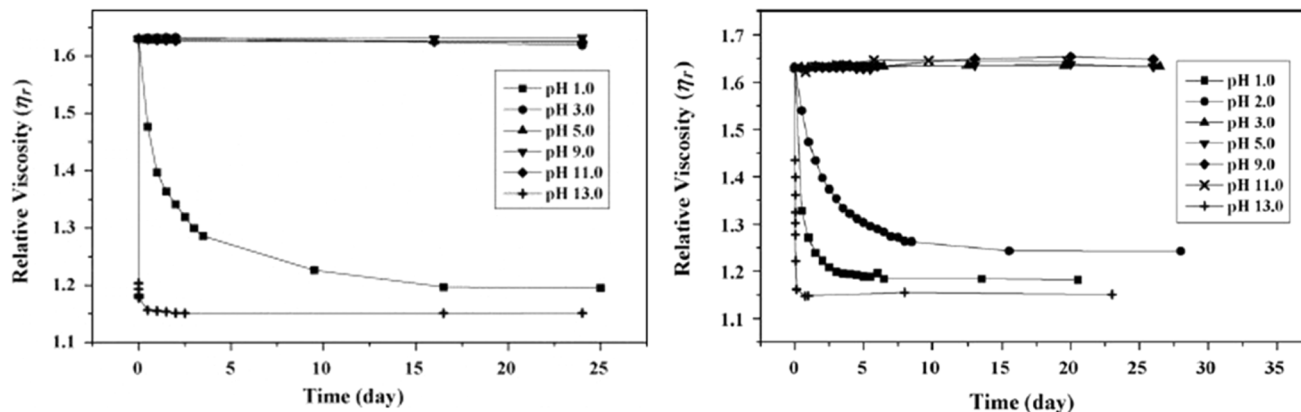 Relative Viscosity (ηr)
1.6
1.5
1.4
1.3
1.2
1.1
0
5
10
15
20
25
Time (day)
pH 1.0
pH 3.0
pH 5.0
pH 9.0
pH 11.0
pH 13.0
Relative Viscosity (ηr)
1.7
1.6
1.5
1.4
1.3
1.2
1.1
0
5
10
15
20
25
30
35
Time (day)
pH 1.0
pH 2.0
pH 3.0
pH 5.0
pH 9.0
pH 11.0
pH 13.0